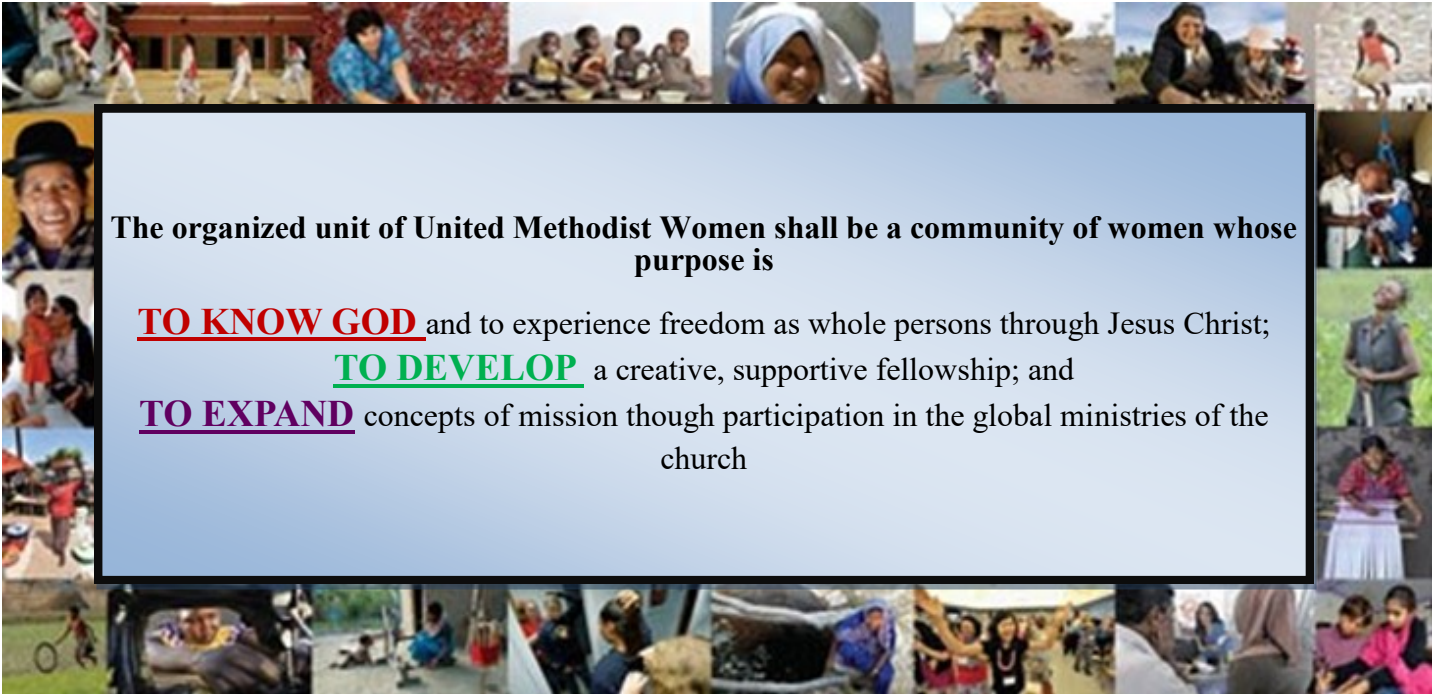 The organized unit of United Methodist Women shall be a community of women whose
purpose is
TO KNOW GOD and to experience freedom as whole persons through Jesus Christ;
TO DEVELOP a creative, supportive fellowship; and
TO EXPAND concepts of mission though participation in the global ministries of the
church